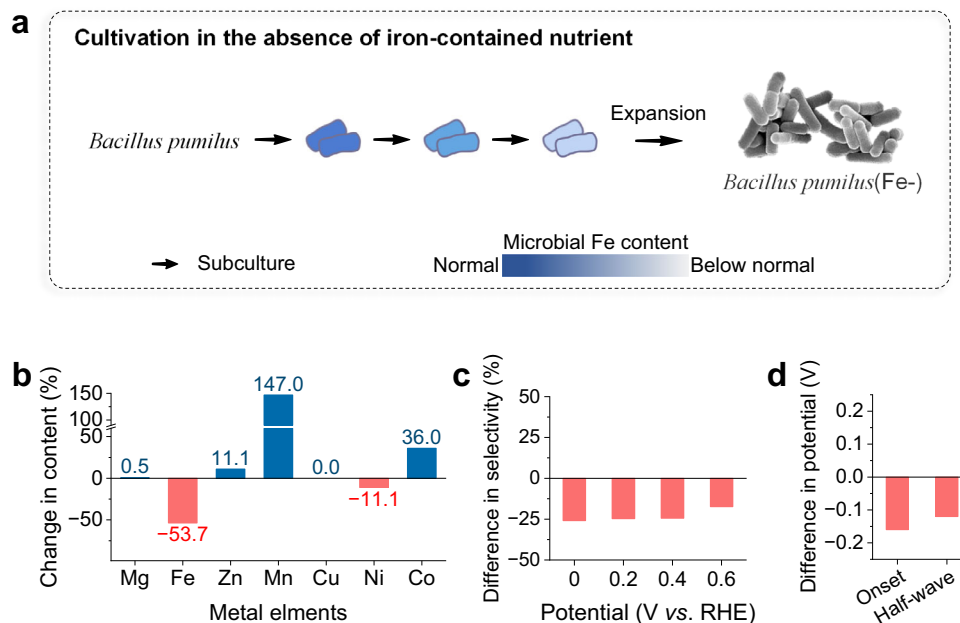 a
Cultivation in the absence of iron-contained nutrient
Bacillus pumilus
Expansion
Bacillus pumilus(Fe-)
Subculture
Microbial Fe content
Normal
Below normal
b
Change in content (%)
150
100
50
0
−50
0.5
−53.7
11.1
147.0
0.0
−11.1
36.0
Mg Fe Zn Mn Cu Ni Co
Metal elments
c
Difference in selectivity (%)
50
25
0
−25
−50
0 0.2 0.4 0.6
Potential (V vs. RHE)
d
Difference in potential (V)
0.2
0.1
0.0
−0.1
−0.2
Onset
Half-wave